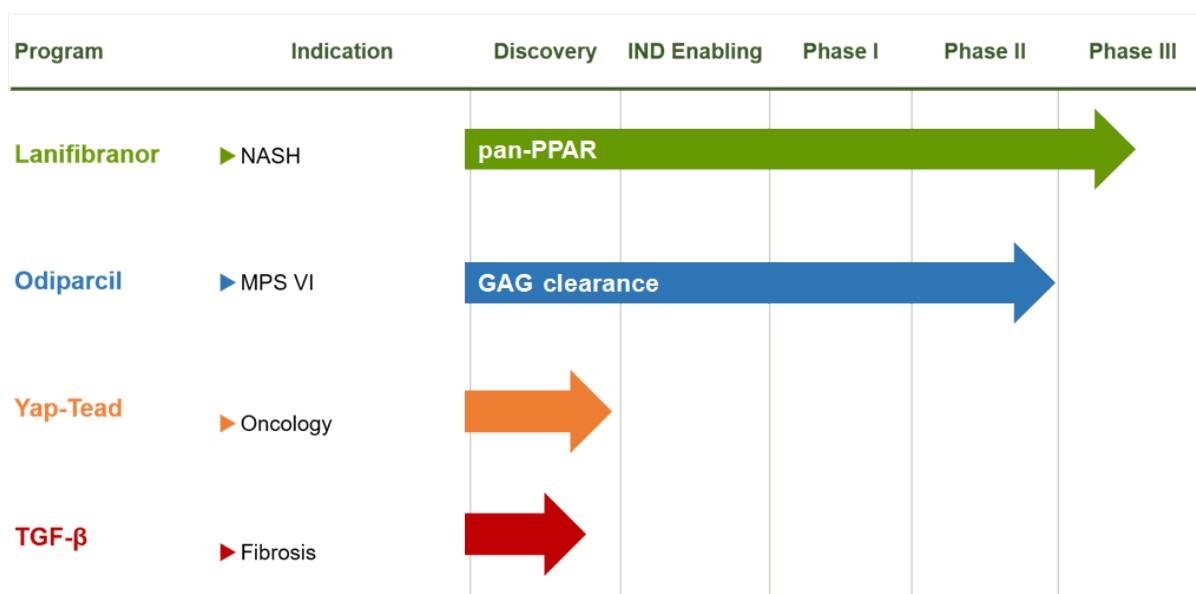 Program Indication Discovery IND Enabling Phase I Phase II Phase III
Lanifibranor NASH pan-PPAR
Odiparcil MPS VI GAG clearance
Yap-Tead Oncology
TGF-β Fibrosis